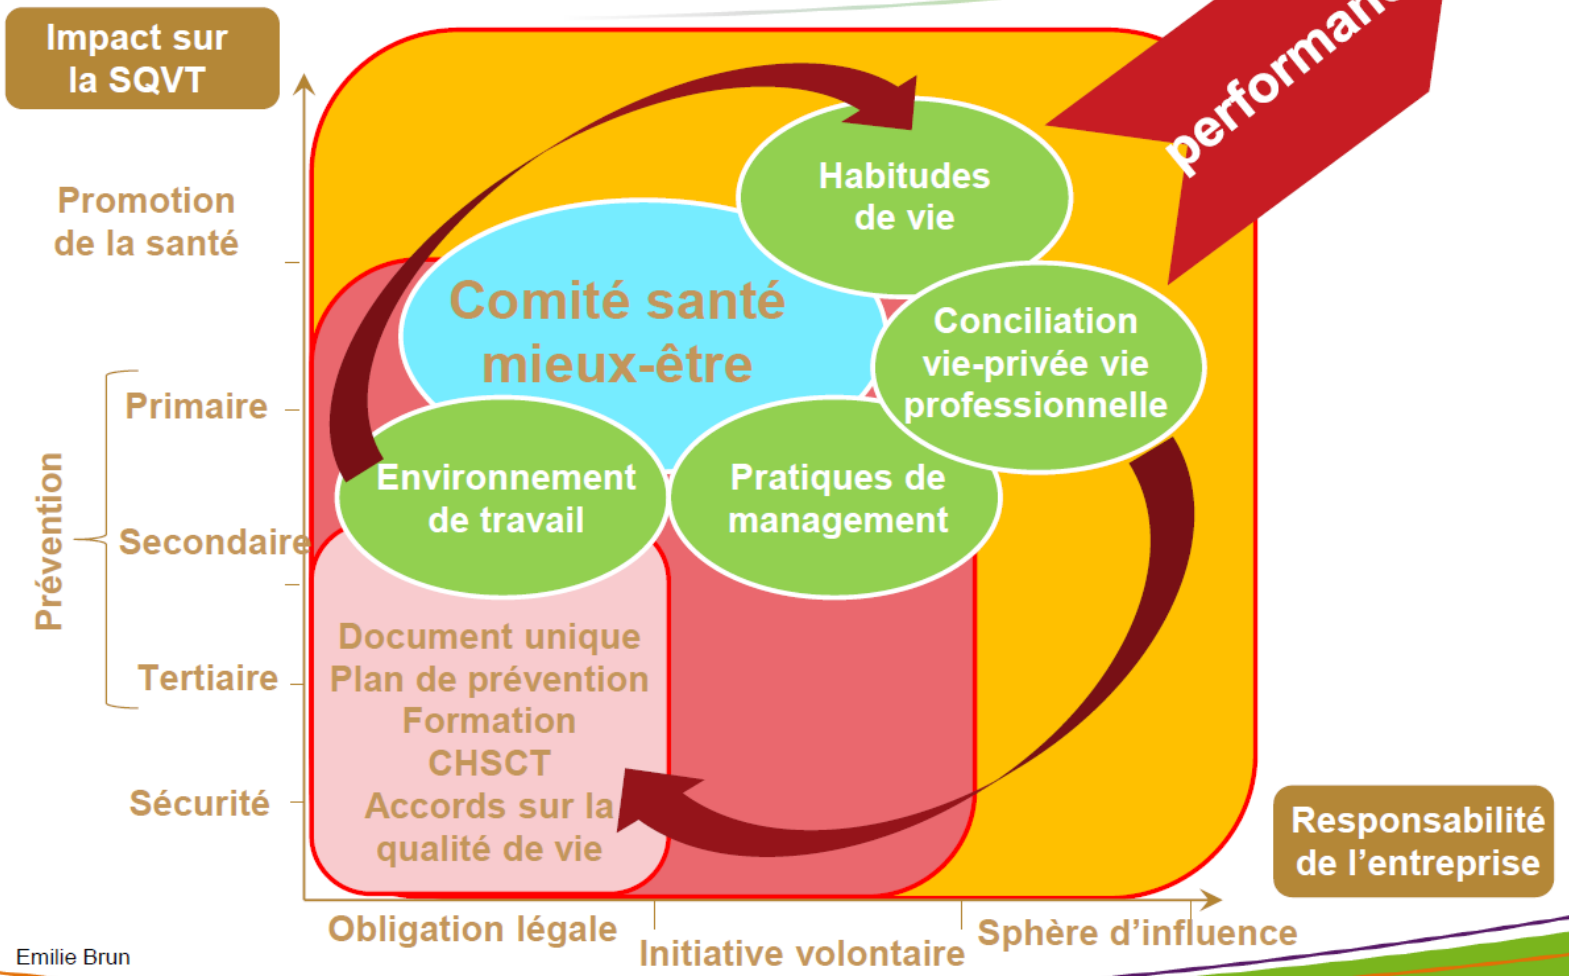 Impact sur
la SQVT
performan
Promotion
de la santé
Habitudes
de vie
Comité santé
mieux-être
Conciliation
vie-privée vie
professionnelle
Primaire
Prévention
Environnement
de travail
Pratiques de
management
Secondaire
Document unique
Plan de prévention
Formation
CHSCT
Accords sur la
qualité de vie
Tertiaire
Sécurité
Responsabilité
de l'entreprise
Obligation légale
Initiative volontaire
Sphère d'influence
Emilie Brun